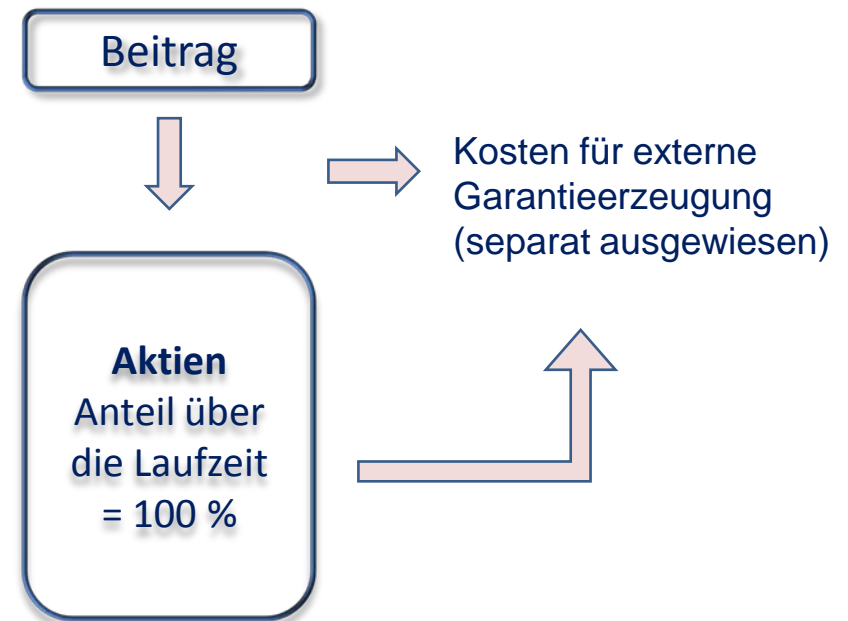 Beitrag
Kosten für externe
Garantieerzeugung
(separat ausgewiesen)
Aktien
Anteil über
die Laufzeit
= 100 %